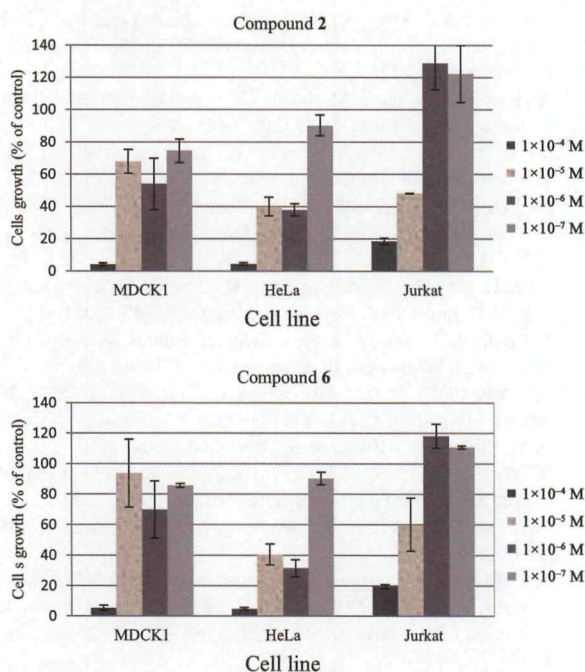 Compound 2
140
120
100
80
60
40
20
0
Cells growth (% of control)
MDCK1 HeLa Jurkat
Cell line
1×10⁻⁴ M
1×10⁻⁵ M
1×10⁻⁶ M
1×10⁻⁷ M
Compound 6
140
120
100
80
60
40
20
0
Cell s growth (% of control)
MDCK1 HeLa Jurkat
Cell line
1×10⁻⁴ M
1×10⁻⁵ M
1×10⁻⁶ M
1×10⁻⁷ M